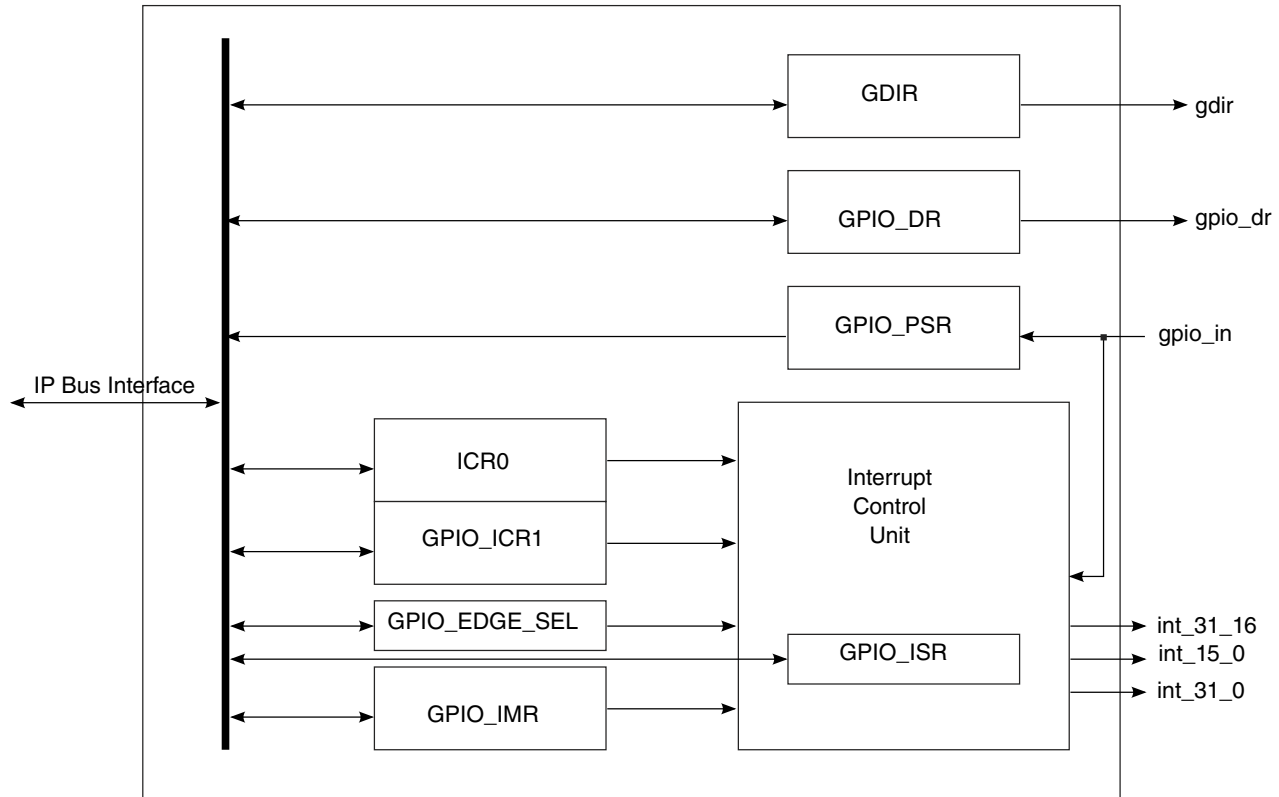 GDIR
gdir
GPIO_DR
gpio_dr
GPIO_PSR
gpio_in
IP Bus Interface
ICR0
GPIO_ICR1
Interrupt
Control
Unit
GPIO_EDGE_SEL
int_31_16
GPIO_ISR
int_15_0
int_31_0
GPIO_IMR